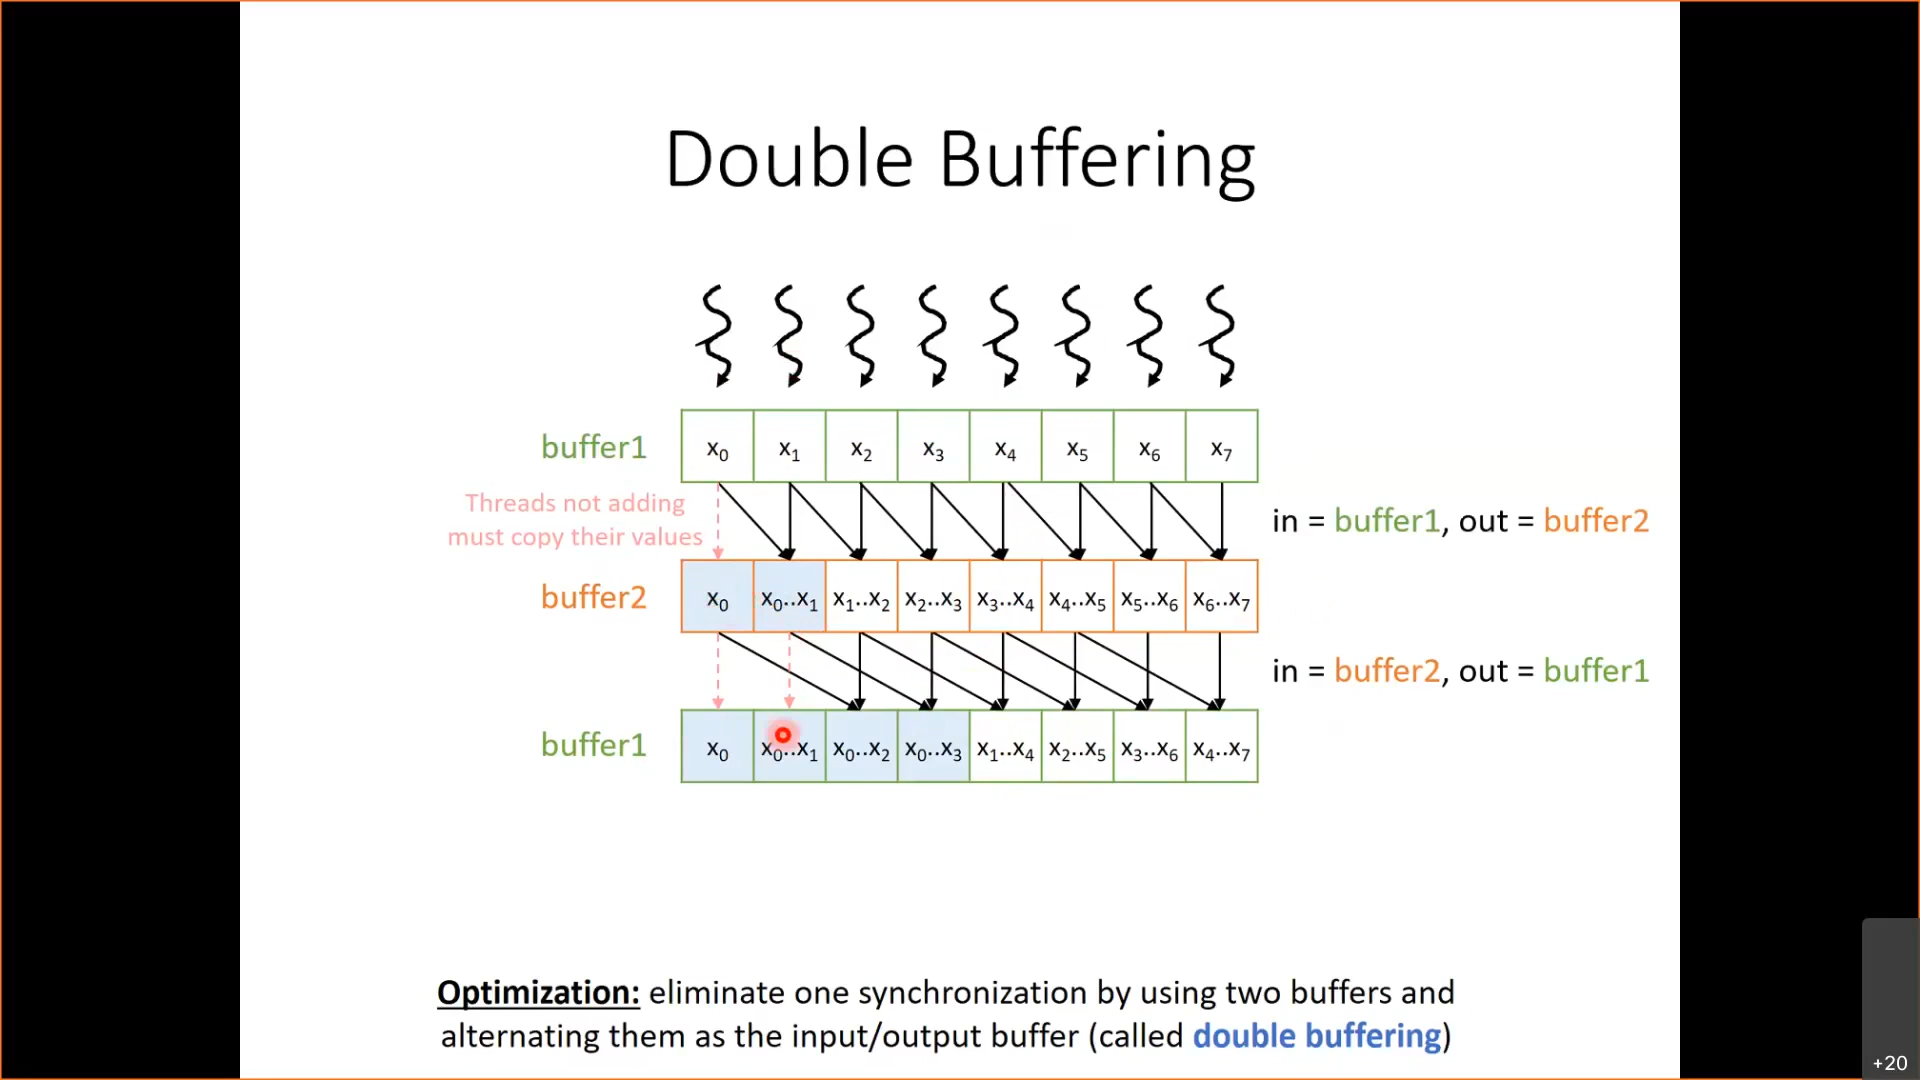 Double Buffering
buffer1 x₀ x₁ x₂ x₃ x₄ x₅ x₆ x₇
Threads not adding
must copy their values
in = buffer1, out = buffer2
buffer2 x₀ x₀..x₁ x₁..x₂ x₂..x₃ x₃..x₄ x₄..x₅ x₅..x₆ x₆..x₇
in = buffer2, out = buffer1
buffer1 x₀ x₀..x₁ x₀..x₂ x₀..x₃ x₁..x₄ x₂..x₅ x₃..x₆ x₄..x₇
Optimization: eliminate one synchronization by using two buffers and
alternating them as the input/output buffer (called double buffering)
+20